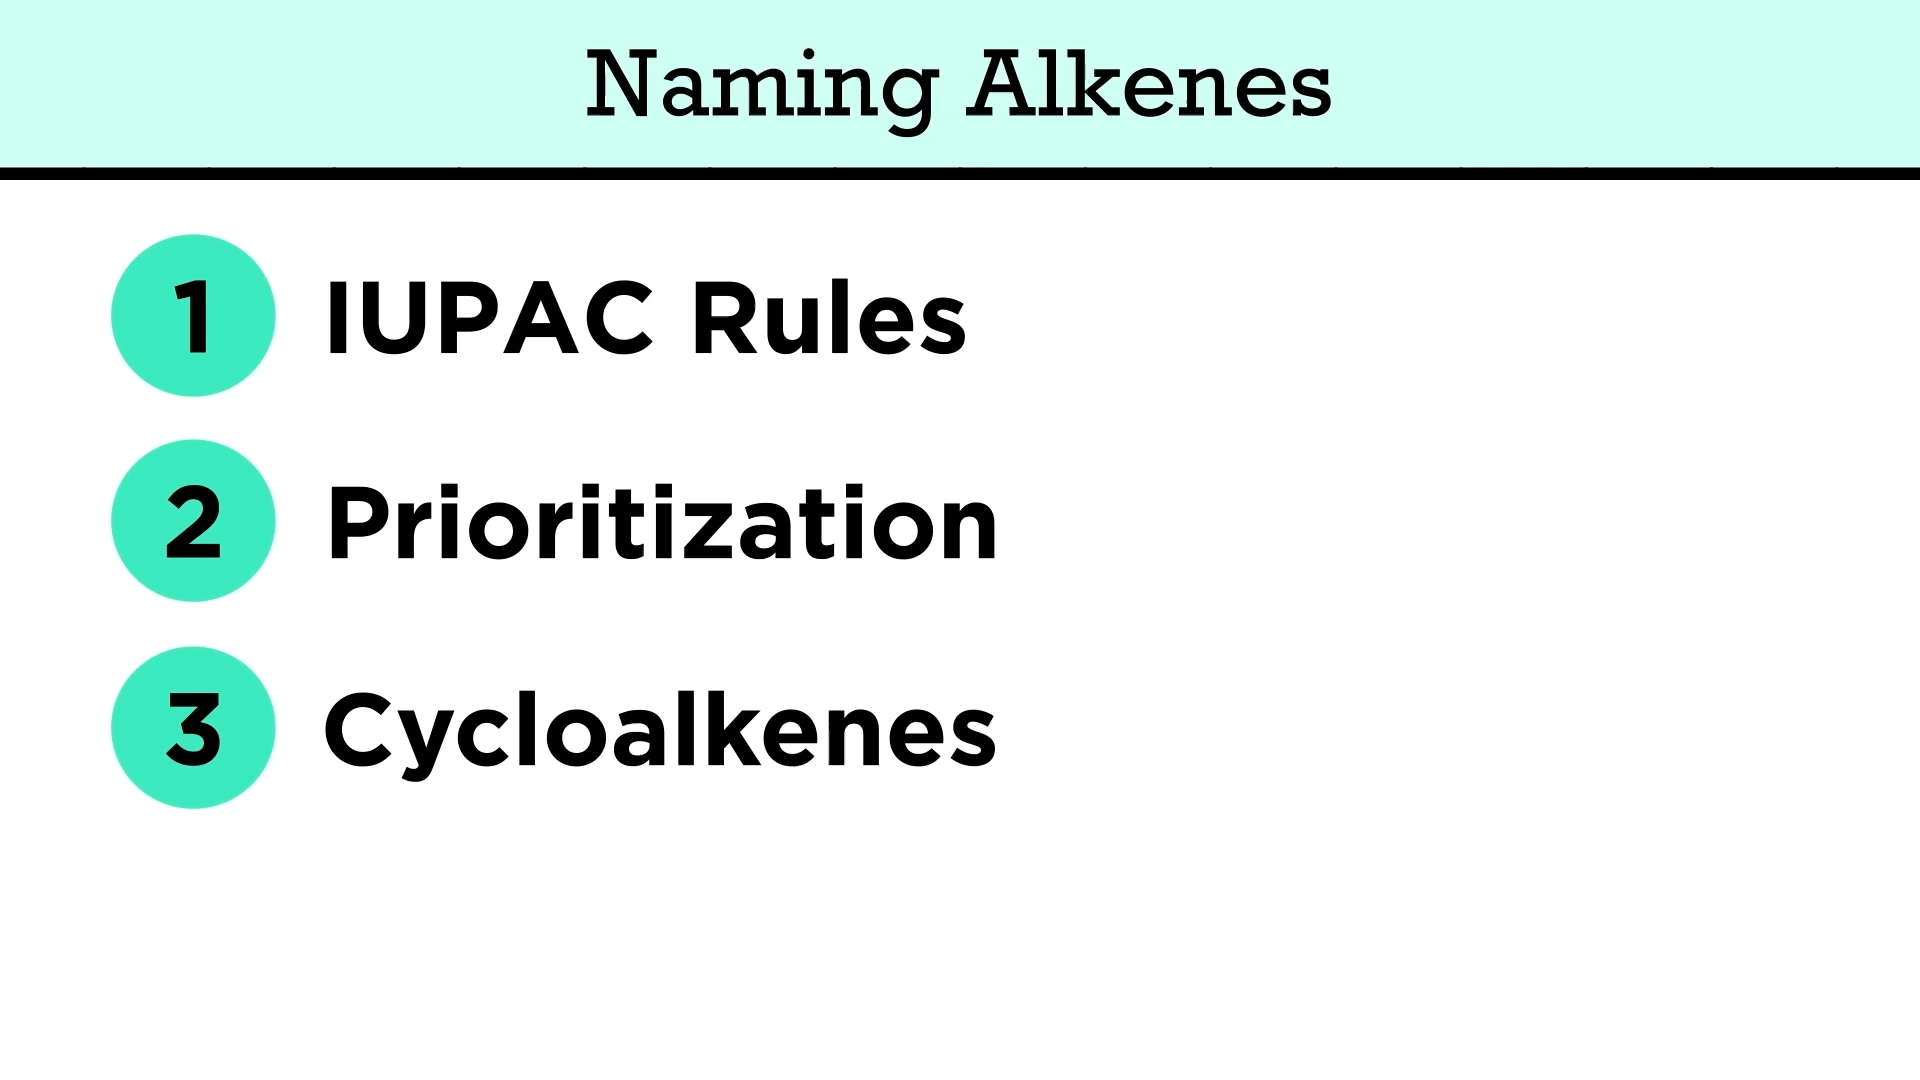 Naming Alkenes
1 IUPAC Rules
2 Prioritization
3 Cycloalkenes